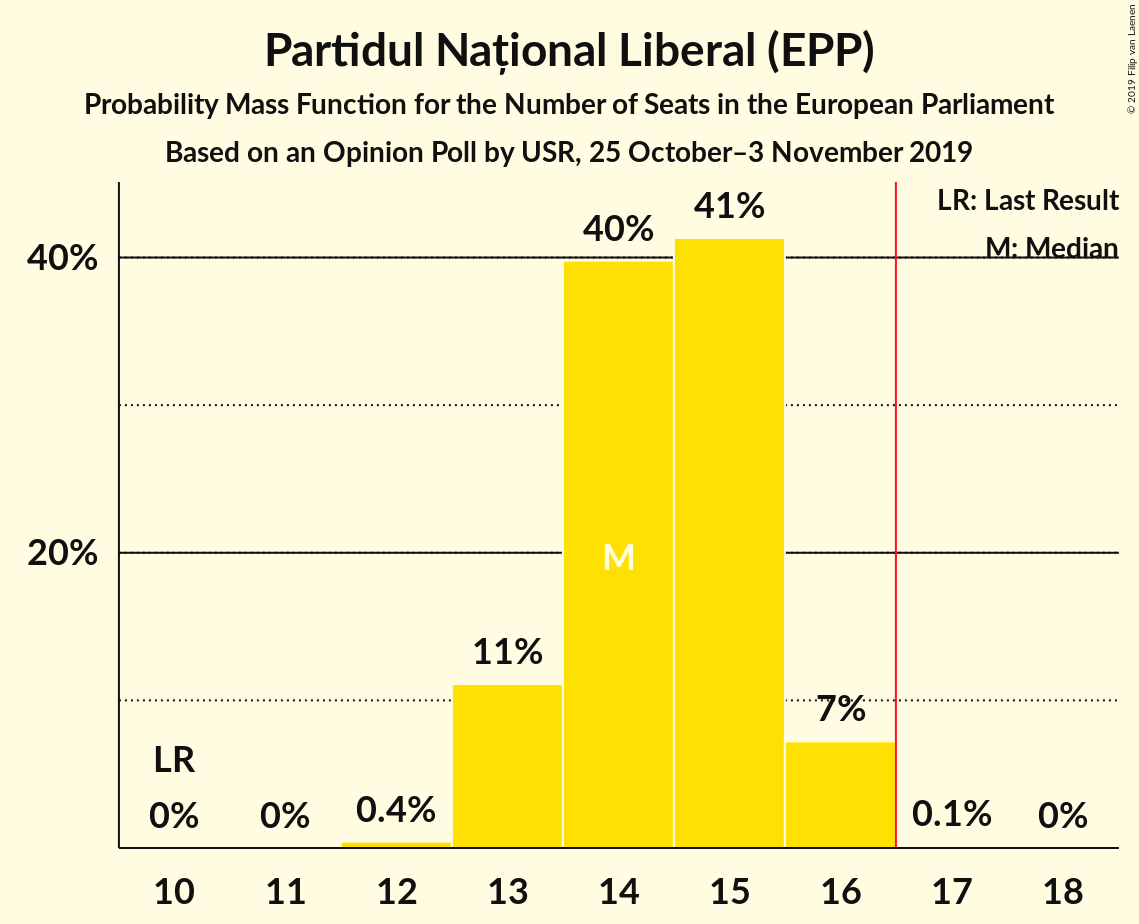 Partidul Național Liberal (EPP)
Probability Mass Function for the Number of Seats in the European Parliament
Based on an Opinion Poll by USR, 25 October–3 November 2019
© 2019 Filip van Laenen
LR: Last Result
M: Median
40%
20%
LR
0%
0%
0.4%
11%
40%
M
41%
7%
0.1%
0%
10
11
12
13
14
15
16
17
18